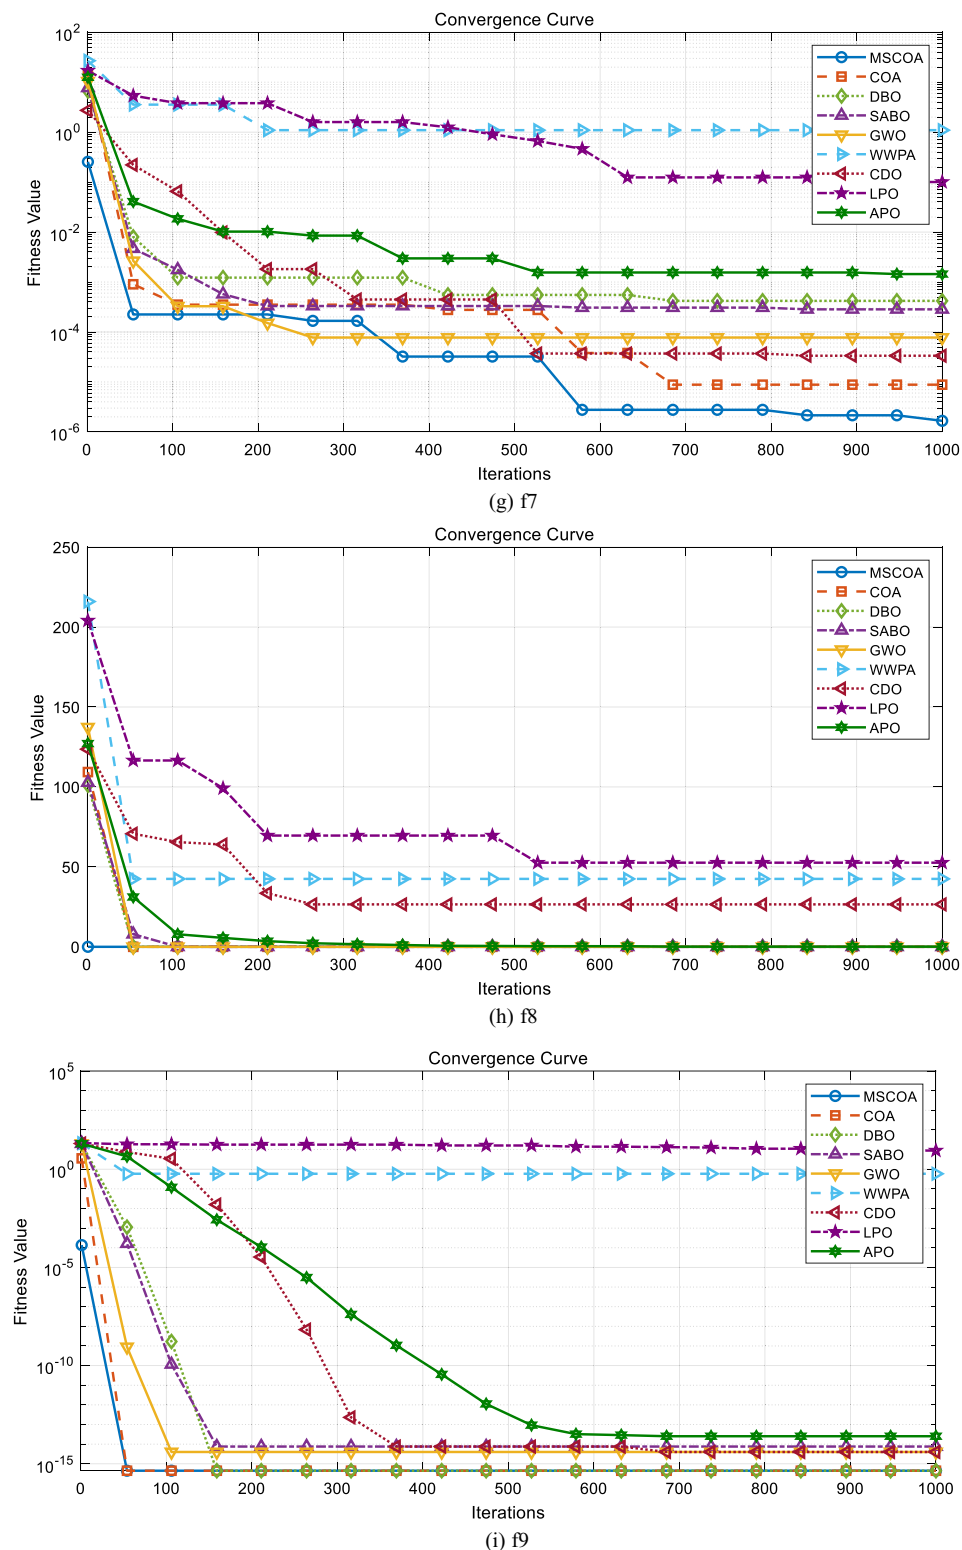 Convergence Curve
10^2
10^0
10^-2
10^-4
10^-6
Fitness Value
MSCOA
COA
DBO
SABO
GWO
WWPA
CDO
LPO
APO
0 100 200 300 400 500 600 700 800 900 1000
Iterations
(g) f7
Convergence Curve
250
200
150
100
50
0
Fitness Value
MSCOA
COA
DBO
SABO
GWO
WWPA
CDO
LPO
APO
0 100 200 300 400 500 600 700 800 900 1000
Iterations
(h) f8
Convergence Curve
10^5
10^0
10^-5
10^-10
10^-15
Fitness Value
MSCOA
COA
DBO
SABO
GWO
WWPA
CDO
LPO
APO
0 100 200 300 400 500 600 700 800 900 1000
Iterations
(i) f9